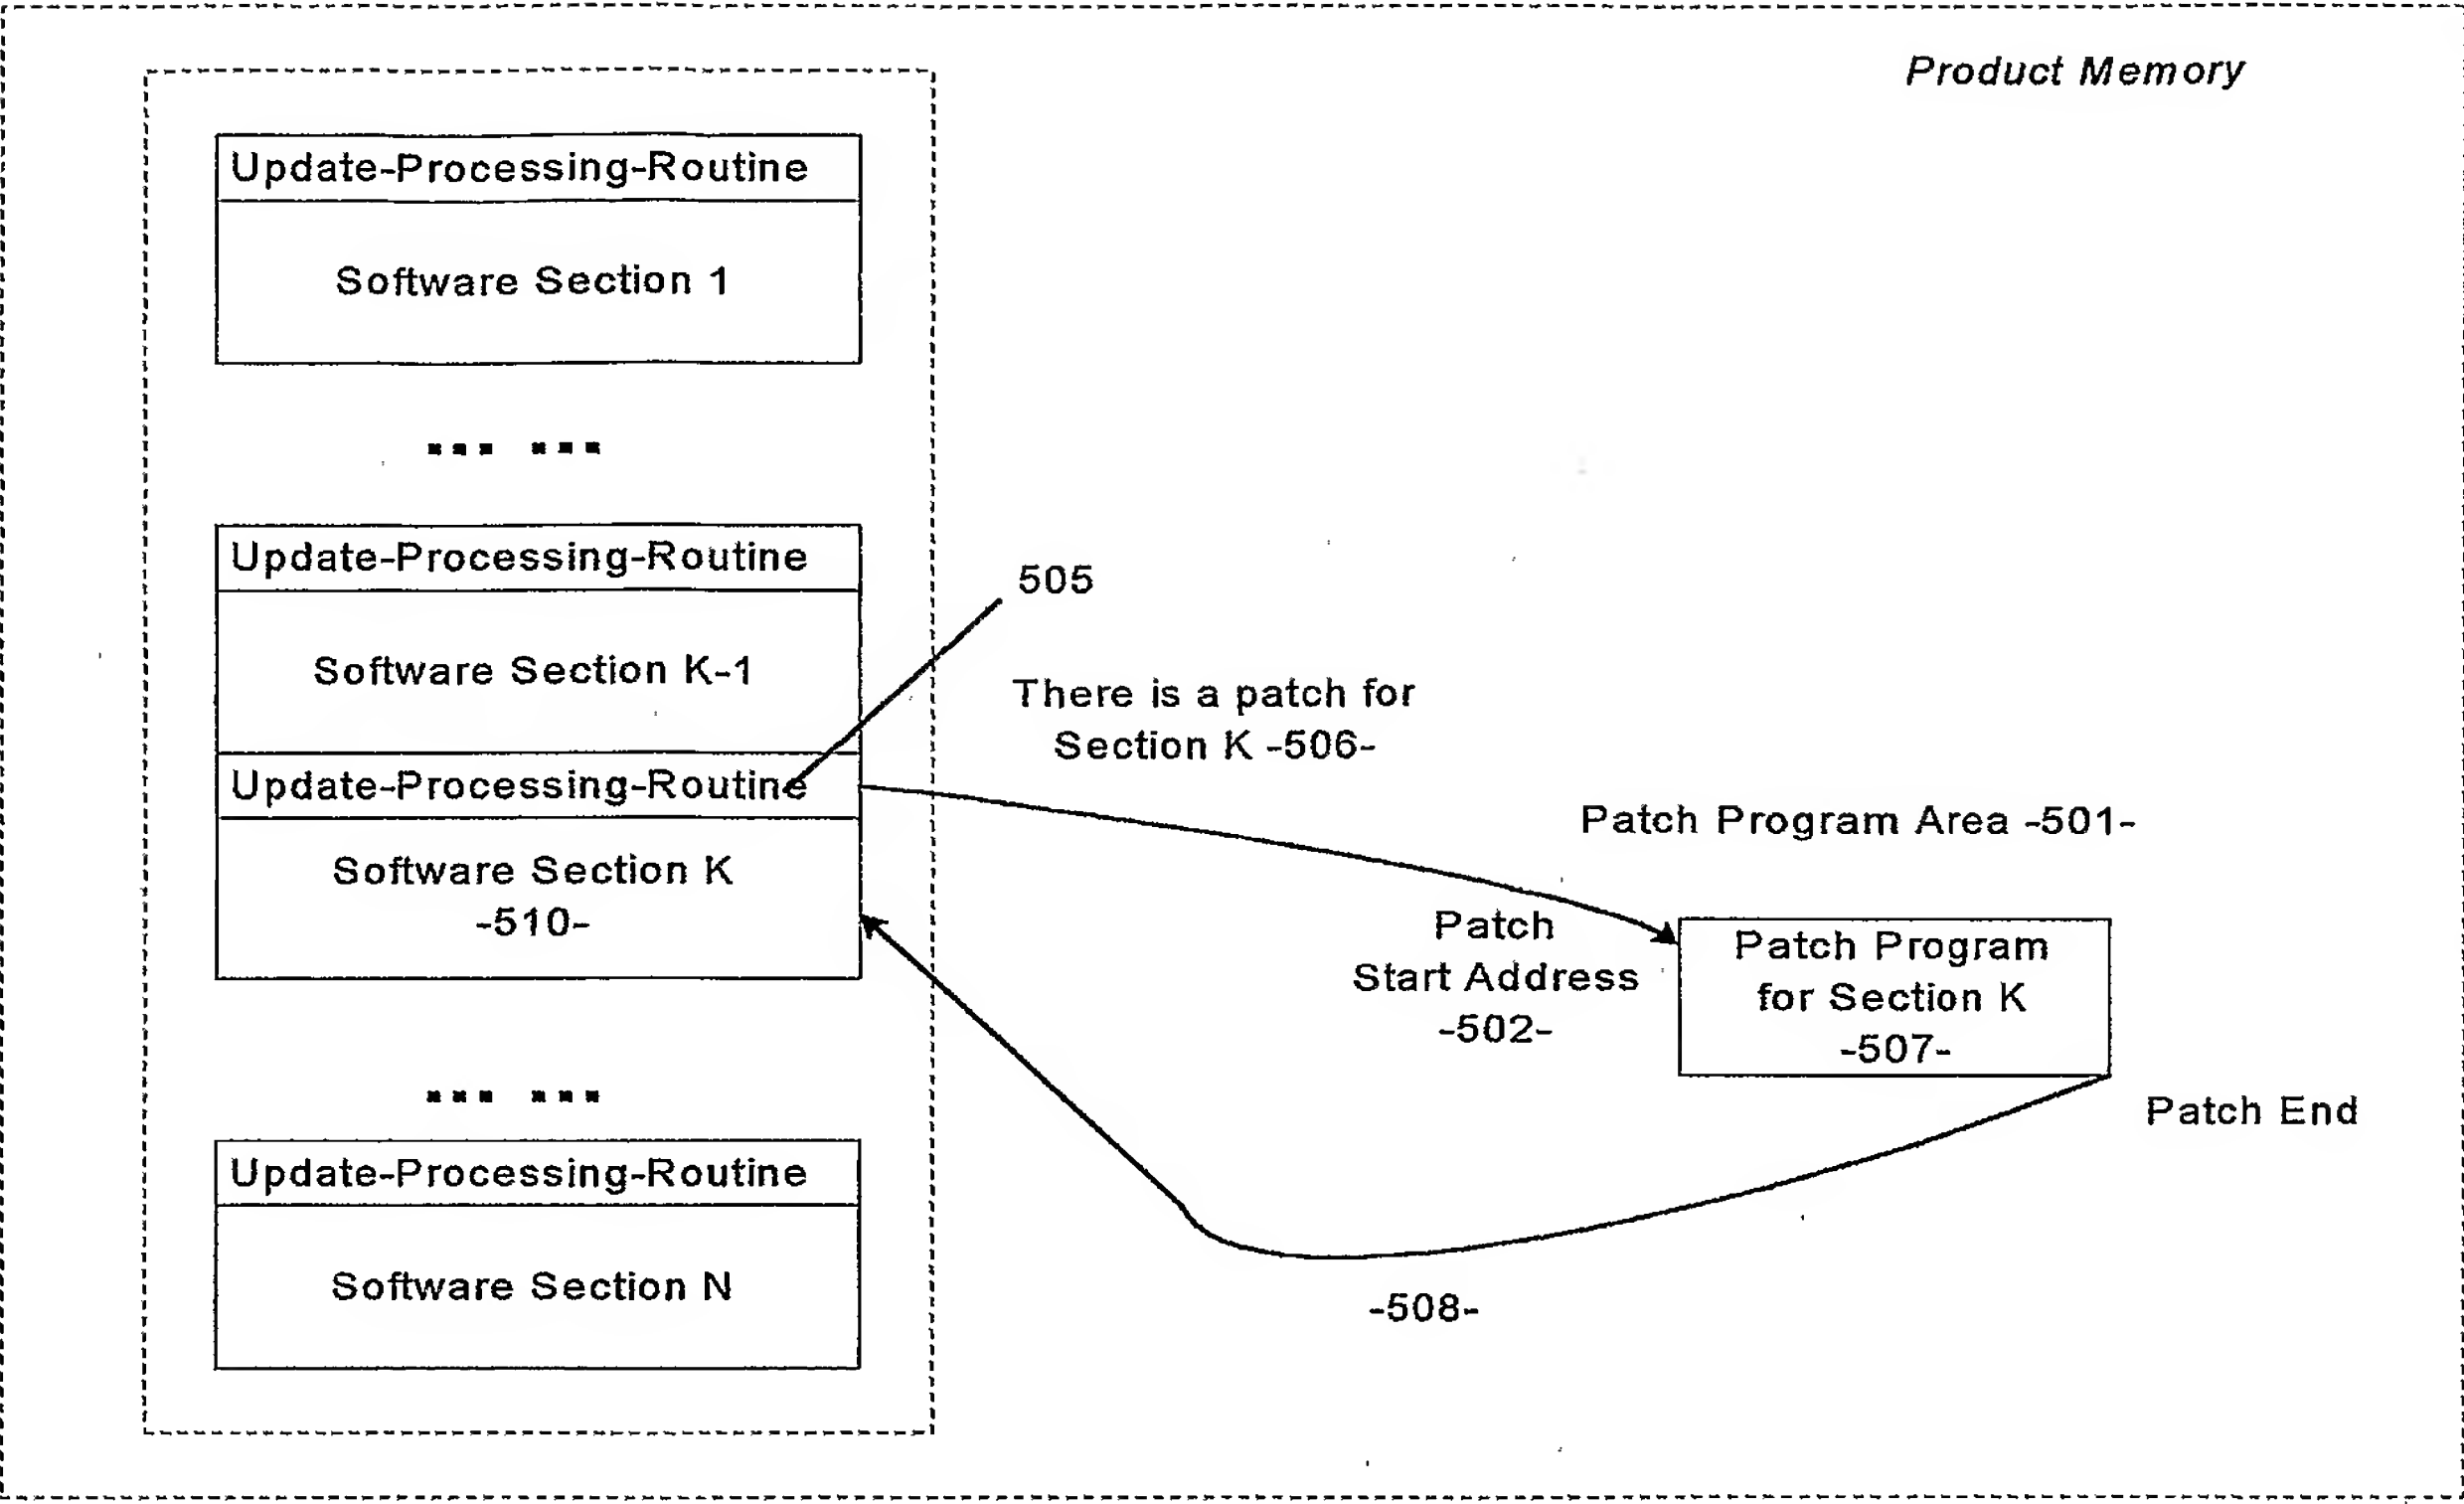 Product Memory
Update-Processing-Routine
Software Section 1
... ...
Update-Processing-Routine
Software Section K-1
505
There is a patch for
Section K -506-
Update-Processing-Routine
Software Section K
-510-
Patch Program Area -501-
Patch
Start Address
-502-
Patch Program
for Section K
-507-
Patch End
... ...
Update-Processing-Routine
Software Section N
-508-